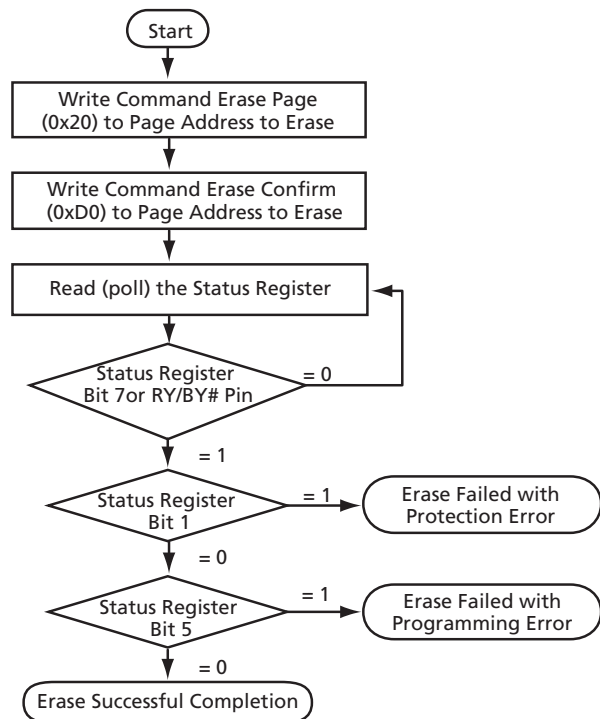 Start
Write Command Erase Page
(0x20) to Page Address to Erase
Write Command Erase Confirm
(0xD0) to Page Address to Erase
Read (poll) the Status Register
Status Register
Bit 7or RY/BY# Pin
= 0
= 1
Status Register
Bit 1
= 1
Erase Failed with
Protection Error
= 0
Status Register
Bit 5
= 1
Erase Failed with
Programming Error
= 0
Erase Successful Completion